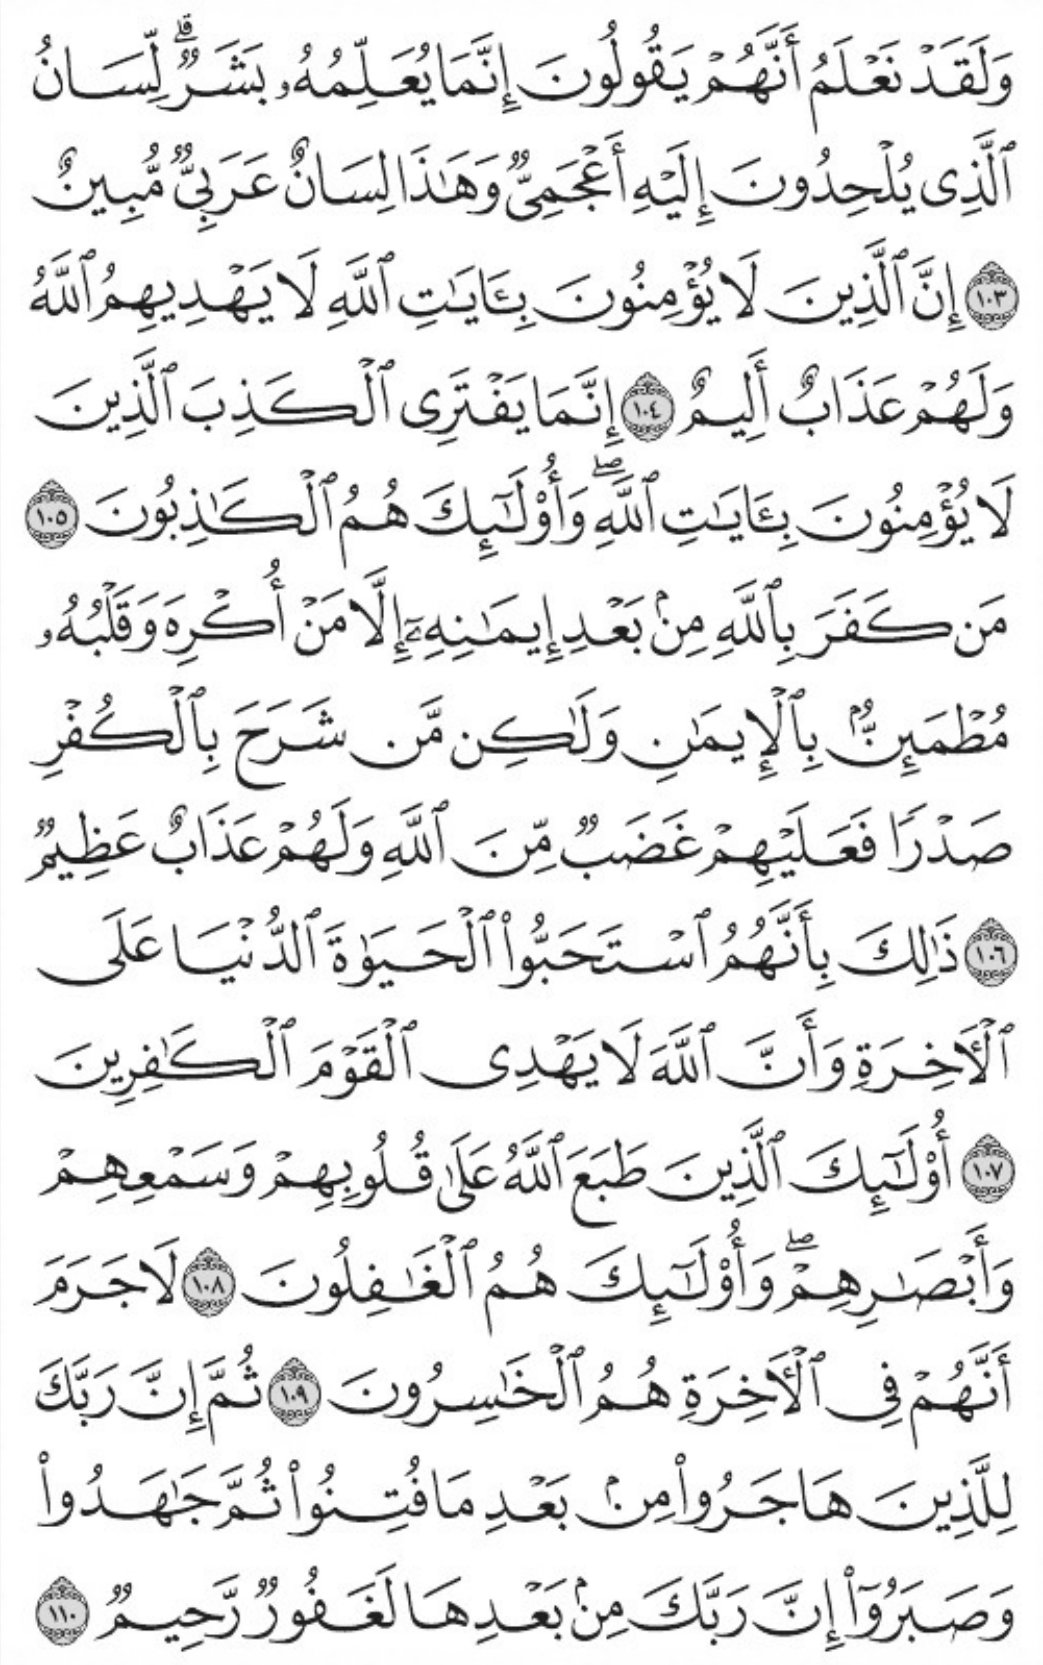 وَلَقَدۡ نَعۡلَمُ أَنَّهُمۡ يَقُولُونَ إِنَّمَا يُعَلِّمُهُۥ بَشَرٞۗ لِّسَانُ
ٱلَّذِي يُلۡحِدُونَ إِلَيۡهِ أَعۡجَمِيّٞ وَهَٰذَا لِسَانٌ عَرَبِيّٞ مُّبِينٌ
١٠٣ إِنَّ ٱلَّذِينَ لَا يُؤۡمِنُونَ بِـَٔايَٰتِ ٱللَّهِ لَا يَهۡدِيهِمُ ٱللَّهُ
وَلَهُمۡ عَذَابٌ أَلِيمٌ ١٠٤ إِنَّمَا يَفۡتَرِي ٱلۡكَذِبَ ٱلَّذِينَ
لَا يُؤۡمِنُونَ بِـَٔايَٰتِ ٱللَّهِۖ وَأُوْلَٰٓئِكَ هُمُ ٱلۡكَٰذِبُونَ ١٠٥
مَن كَفَرَ بِٱللَّهِ مِنۢ بَعۡدِ إِيمَٰنِهِۦٓ إِلَّا مَنۡ أُكۡرِهَ وَقَلۡبُهُۥ
مُطۡمَئِنُّۢ بِٱلۡإِيمَٰنِ وَلَٰكِن مَّن شَرَحَ بِٱلۡكُفۡرِ
صَدۡرٗا فَعَلَيۡهِمۡ غَضَبٞ مِّنَ ٱللَّهِ وَلَهُمۡ عَذَابٌ عَظِيمٞ
١٠٦ ذَٰلِكَ بِأَنَّهُمُ ٱسۡتَحَبُّواْ ٱلۡحَيَوٰةَ ٱلدُّنۡيَا عَلَى
ٱلۡأٓخِرَةِ وَأَنَّ ٱللَّهَ لَا يَهۡدِي ٱلۡقَوۡمَ ٱلۡكَٰفِرِينَ
١٠٧ أُوْلَٰٓئِكَ ٱلَّذِينَ طَبَعَ ٱللَّهُ عَلَىٰ قُلُوبِهِمۡ وَسَمۡعِهِمۡ
وَأَبۡصَٰرِهِمۡۖ وَأُوْلَٰٓئِكَ هُمُ ٱلۡغَٰفِلُونَ ١٠٨ لَا جَرَمَ
أَنَّهُمۡ فِي ٱلۡأٓخِرَةِ هُمُ ٱلۡخَٰسِرُونَ ١٠٩ ثُمَّ إِنَّ رَبَّكَ
لِلَّذِينَ هَاجَرُواْ مِنۢ بَعۡدِ مَا فُتِنُواْ ثُمَّ جَٰهَدُواْ
وَصَبَرُوٓاْ إِنَّ رَبَّكَ مِنۢ بَعۡدِهَا لَغَفُورٞ رَّحِيمٞ ١١٠